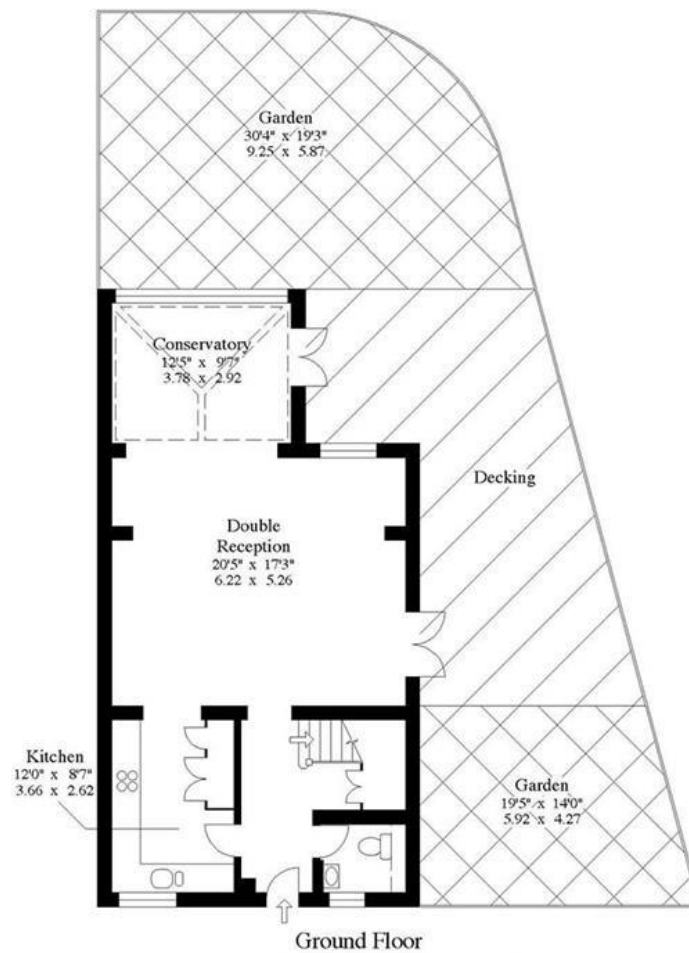 Garden
30'4" x 19'3"
9.25 x 5.87
Conservatory
12'5" x 9'7"
3.78 x 2.92
Decking
Double
Reception
20'5" x 17'3"
6.22 x 5.26
Kitchen
12'0" x 8'7"
3.66 x 2.62
Garden
19'5" x 14'0"
5.92 x 4.27
Ground Floor